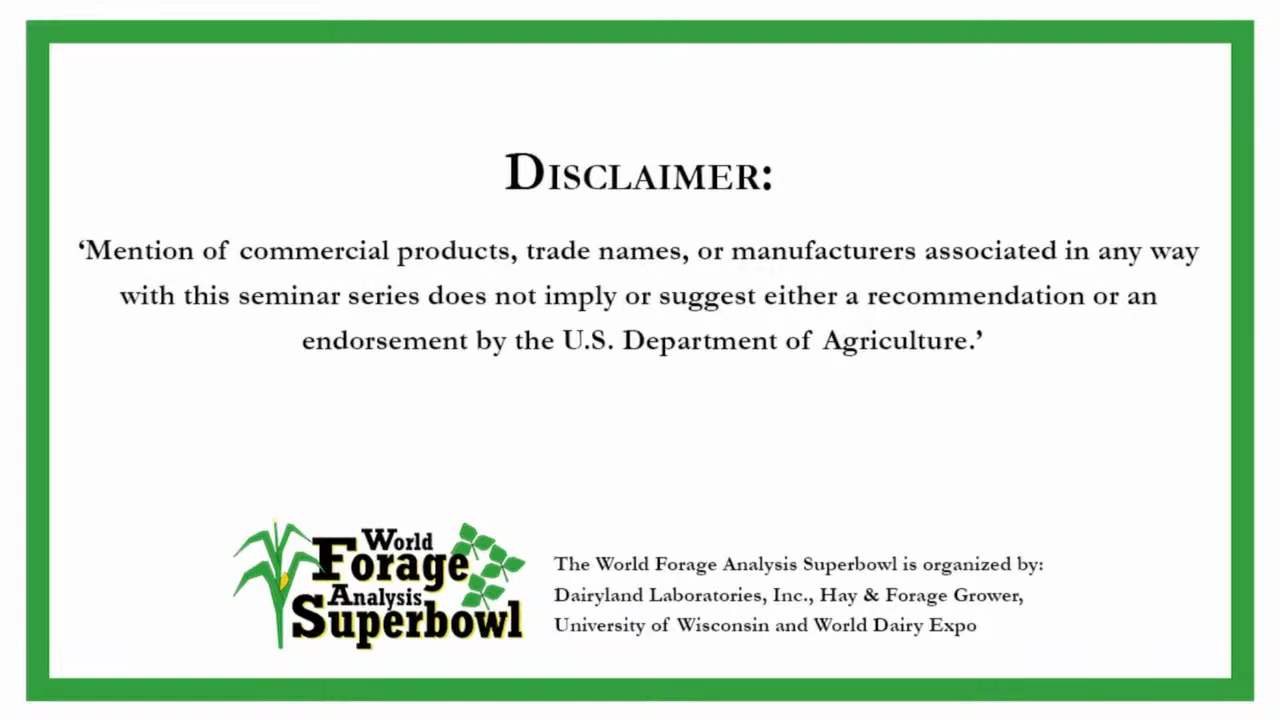 DISCLAIMER:
‘Mention of commercial products, trade names, or manufacturers associated in any way
with this seminar series does not imply or suggest either a recommendation or an
endorsement by the U.S. Department of Agriculture.’
World
Forage
Analysis
Superbowl
The World Forage Analysis Superbowl is organized by:
Dairyland Laboratories, Inc., Hay & Forage Grower,
University of Wisconsin and World Dairy Expo